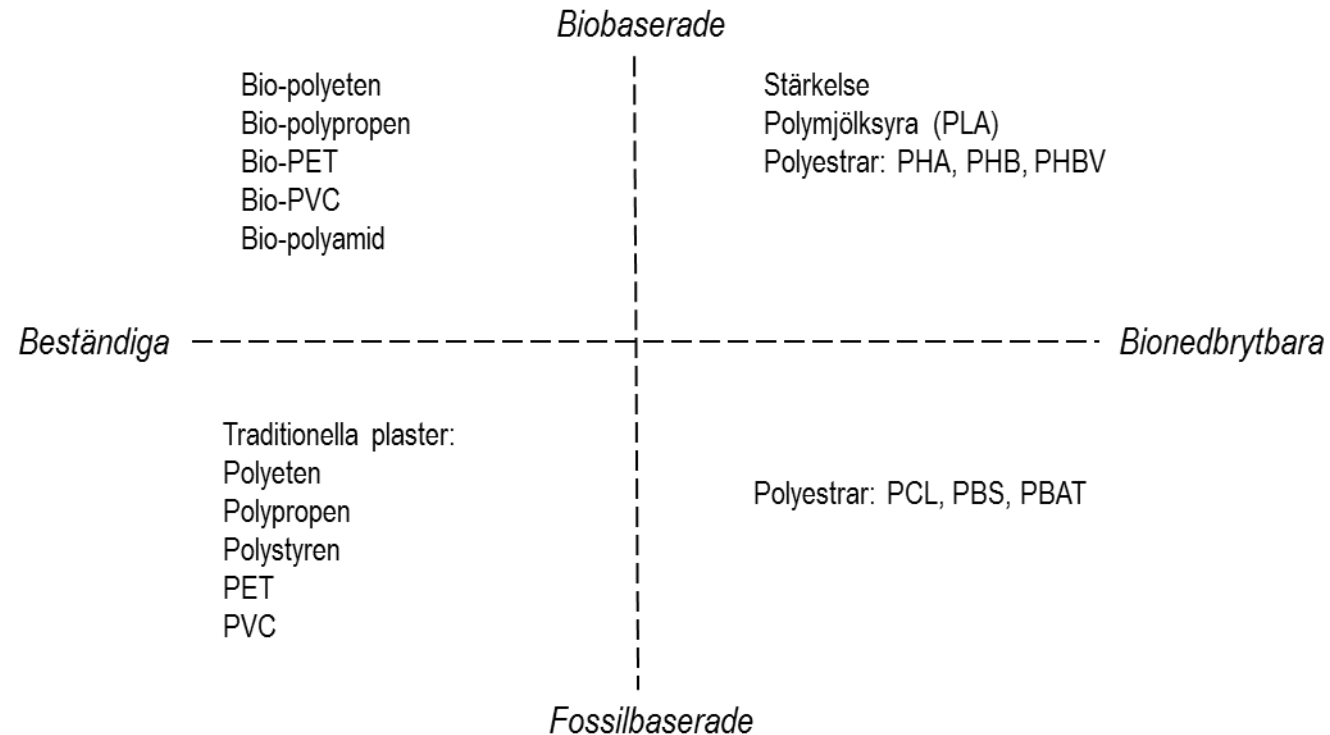 Biobaserade
Bio-polyeten
Bio-polypropen
Bio-PET
Bio-PVC
Bio-polyamid
Stärkelse
Polymjölksyra (PLA)
Polyestrar: PHA, PHB, PHBV
Beständiga
Bionedbrytbara
Traditionella plaster:
Polyeten
Polypropen
Polystyren
PET
PVC
Polyestrar: PCL, PBS, PBAT
Fossilbaserade